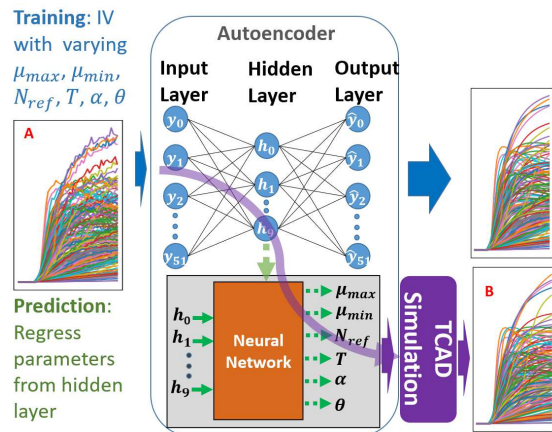 Training: IV
with varying
μmax, μmin,
Nref, T, α, θ
A
Prediction:
Regress
parameters
from hidden
layer
Autoencoder
Input
Layer
Hidden
Layer
Output
Layer
y0
y1
y2
y51
h0
h1
h9
ŷ0
ŷ1
ŷ2
ŷ51
h0
h1
h9
Neural
Network
μmax
μmin
Nref
T
α
θ
TCAD
Simulation
B